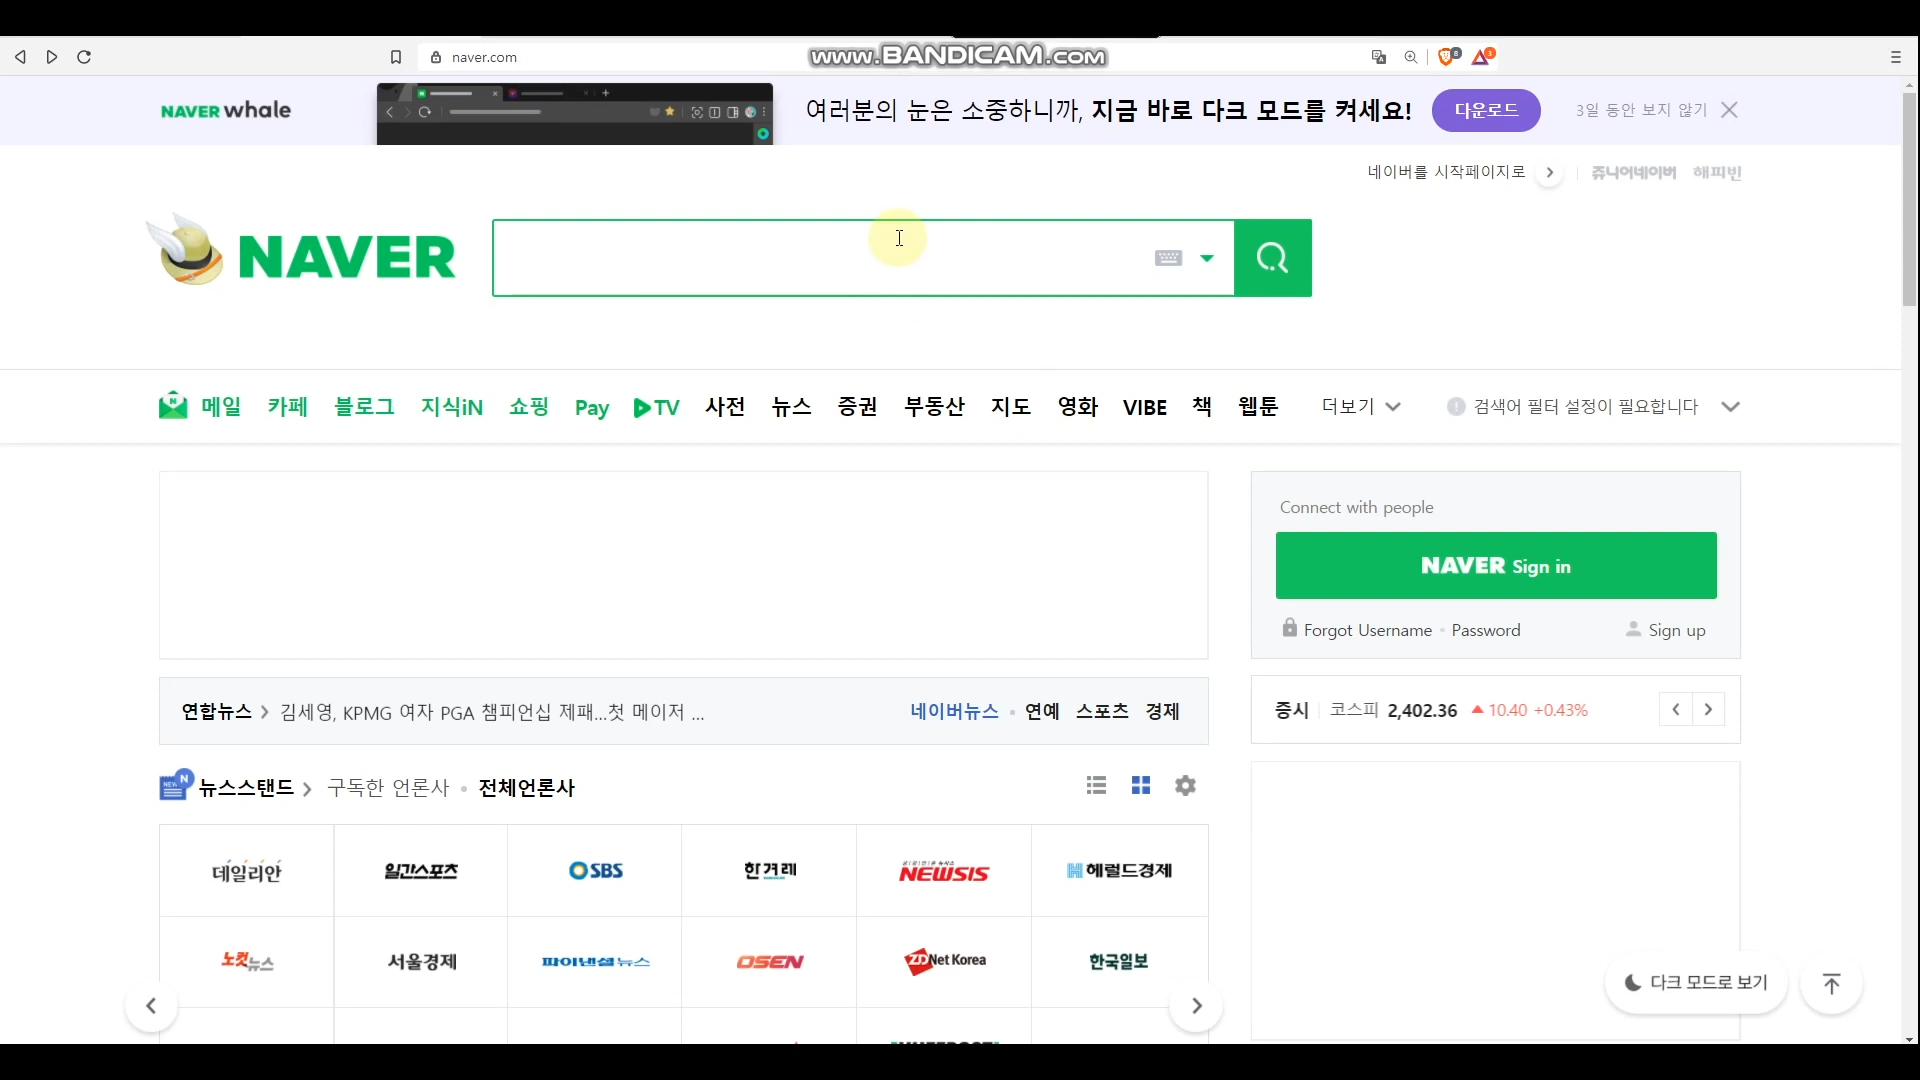 naver.com
www.BANDICAM.com
8
3
NAVER whale
여러분의 눈은 소중하니까, 지금 바로 다크 모드를 켜세요!
다운로드
3일 동안 보지 않기
네이버를 시작페이지로
쥬니어네이버 해피빈
NAVER
N 메일 카페 블로그 지식iN 쇼핑 Pay TV 사전 뉴스 증권 부동산 지도 영화 VIBE 책 웹툰 더보기
검색어 필터 설정이 필요합니다
Connect with people
NAVER Sign in
Forgot Username Password Sign up
연합뉴스 김세영, KPMG 여자 PGA 챔피언십 제패...첫 메이저 ...
네이버뉴스 연예 스포츠 경제
증시 코스피 2,402.36 10.40 +0.43%
NEW N 뉴스스탠드 구독한 언론사 전체언론사
데일리안 일간스포츠 SBS 한겨레 NEWSIS 헤럴드경제
노컷뉴스 서울경제 파이낸셜뉴스 OSEN ZDNet Korea 한국일보
다크 모드로 보기